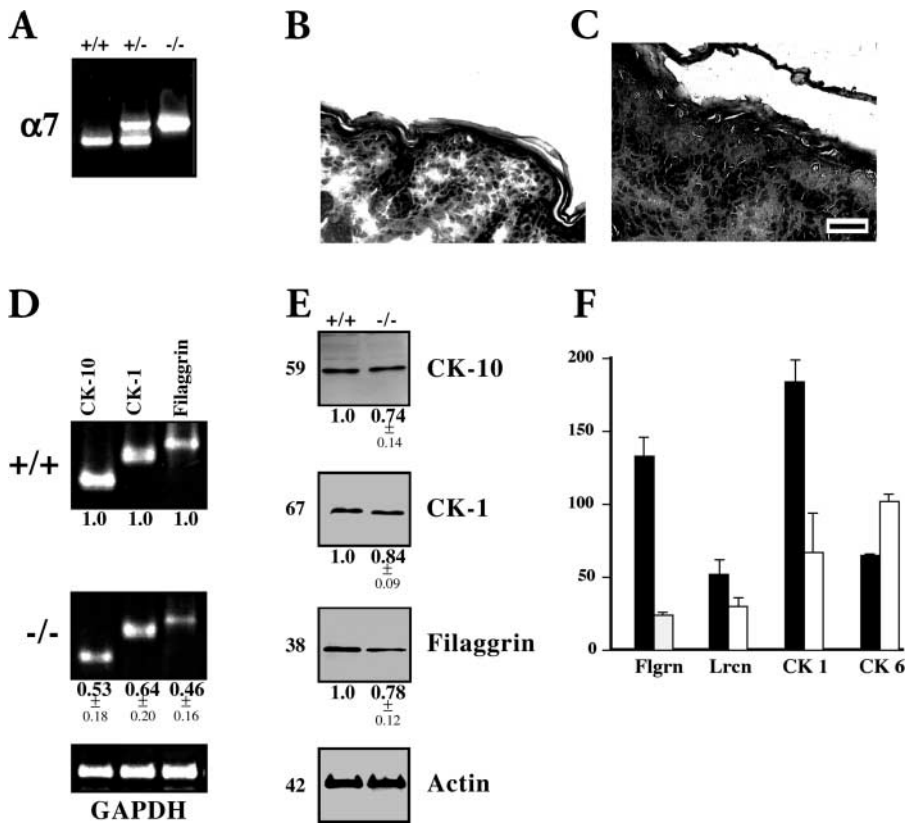 A
+/+ +/- -/-
α7
B
C
D
CK-10
CK-1
Filaggrin
+/+
1.0 1.0 1.0
-/-
0.53 0.64 0.46
± ± ±
0.18 0.20 0.16
GAPDH
E
+/+ -/-
59 CK-10
1.0 0.74
±
0.14
67 CK-1
1.0 0.84
±
0.09
38 Filaggrin
1.0 0.78
±
0.12
42 Actin
F
200
150
100
50
0
Flgrn Lrcn CK 1 CK 6